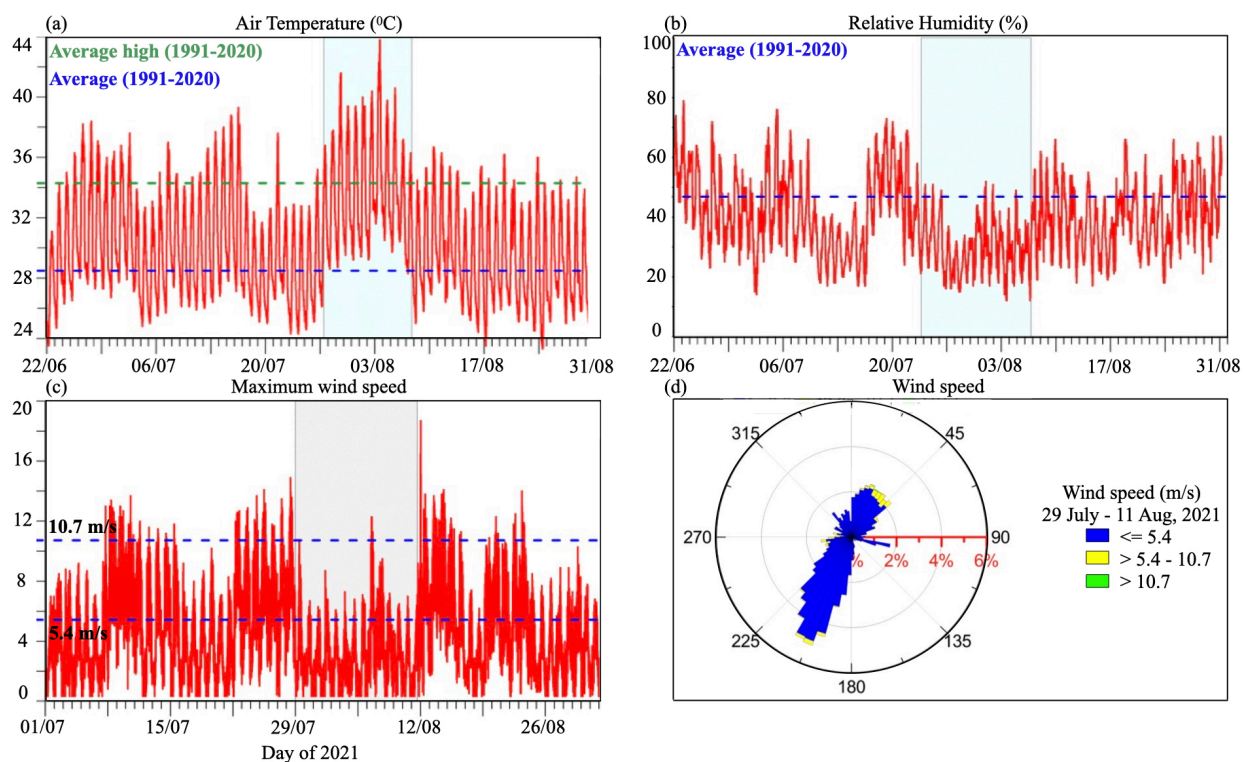 (a) Air Temperature (⁰C)
Average high (1991-2020)
Average (1991-2020)
44
40
36
32
28
24
22/06 06/07 20/07 03/08 17/08 31/08
(b) Relative Humidity (%)
Average (1991-2020)
100
80
60
40
20
0
22/06 06/07 20/07 03/08 17/08 31/08
(c) Maximum wind speed
20
16
12
10.7 m/s
8
5.4 m/s
4
0
01/07 15/07 29/07 12/08 26/08
Day of 2021
(d) Wind speed
315 45
270 90
% 2% 4% 6%
225 135
180
Wind speed (m/s)
29 July - 11 Aug, 2021
<= 5.4
> 5.4 - 10.7
> 10.7